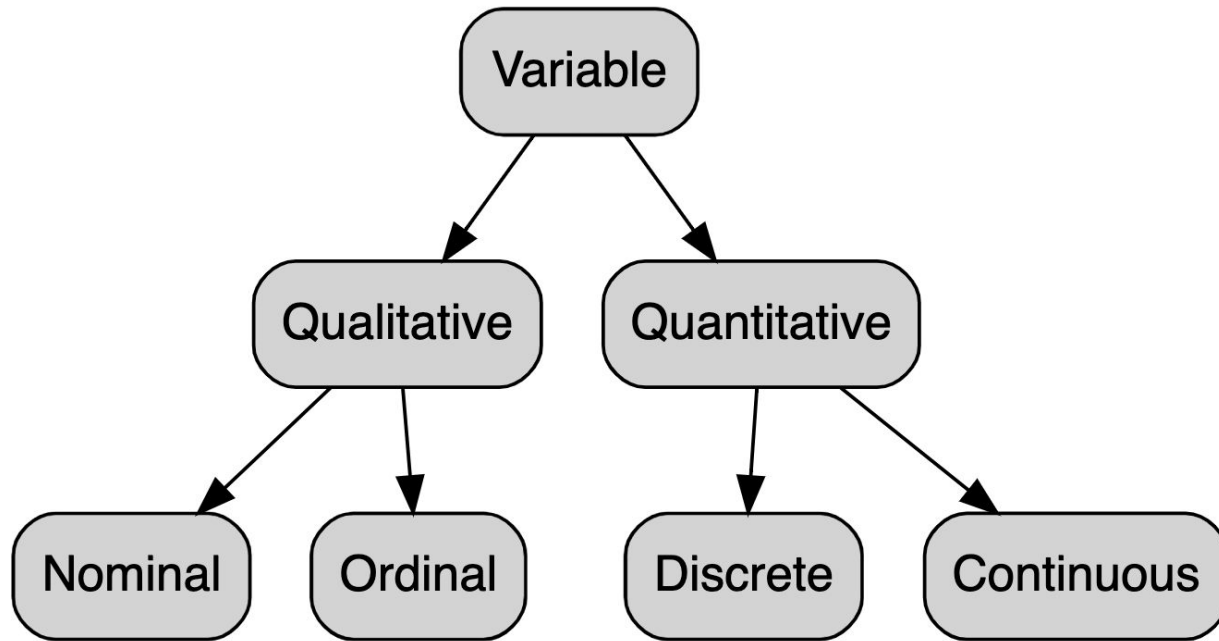 Variable
Qualitative
Quantitative
Nominal
Ordinal
Discrete
Continuous